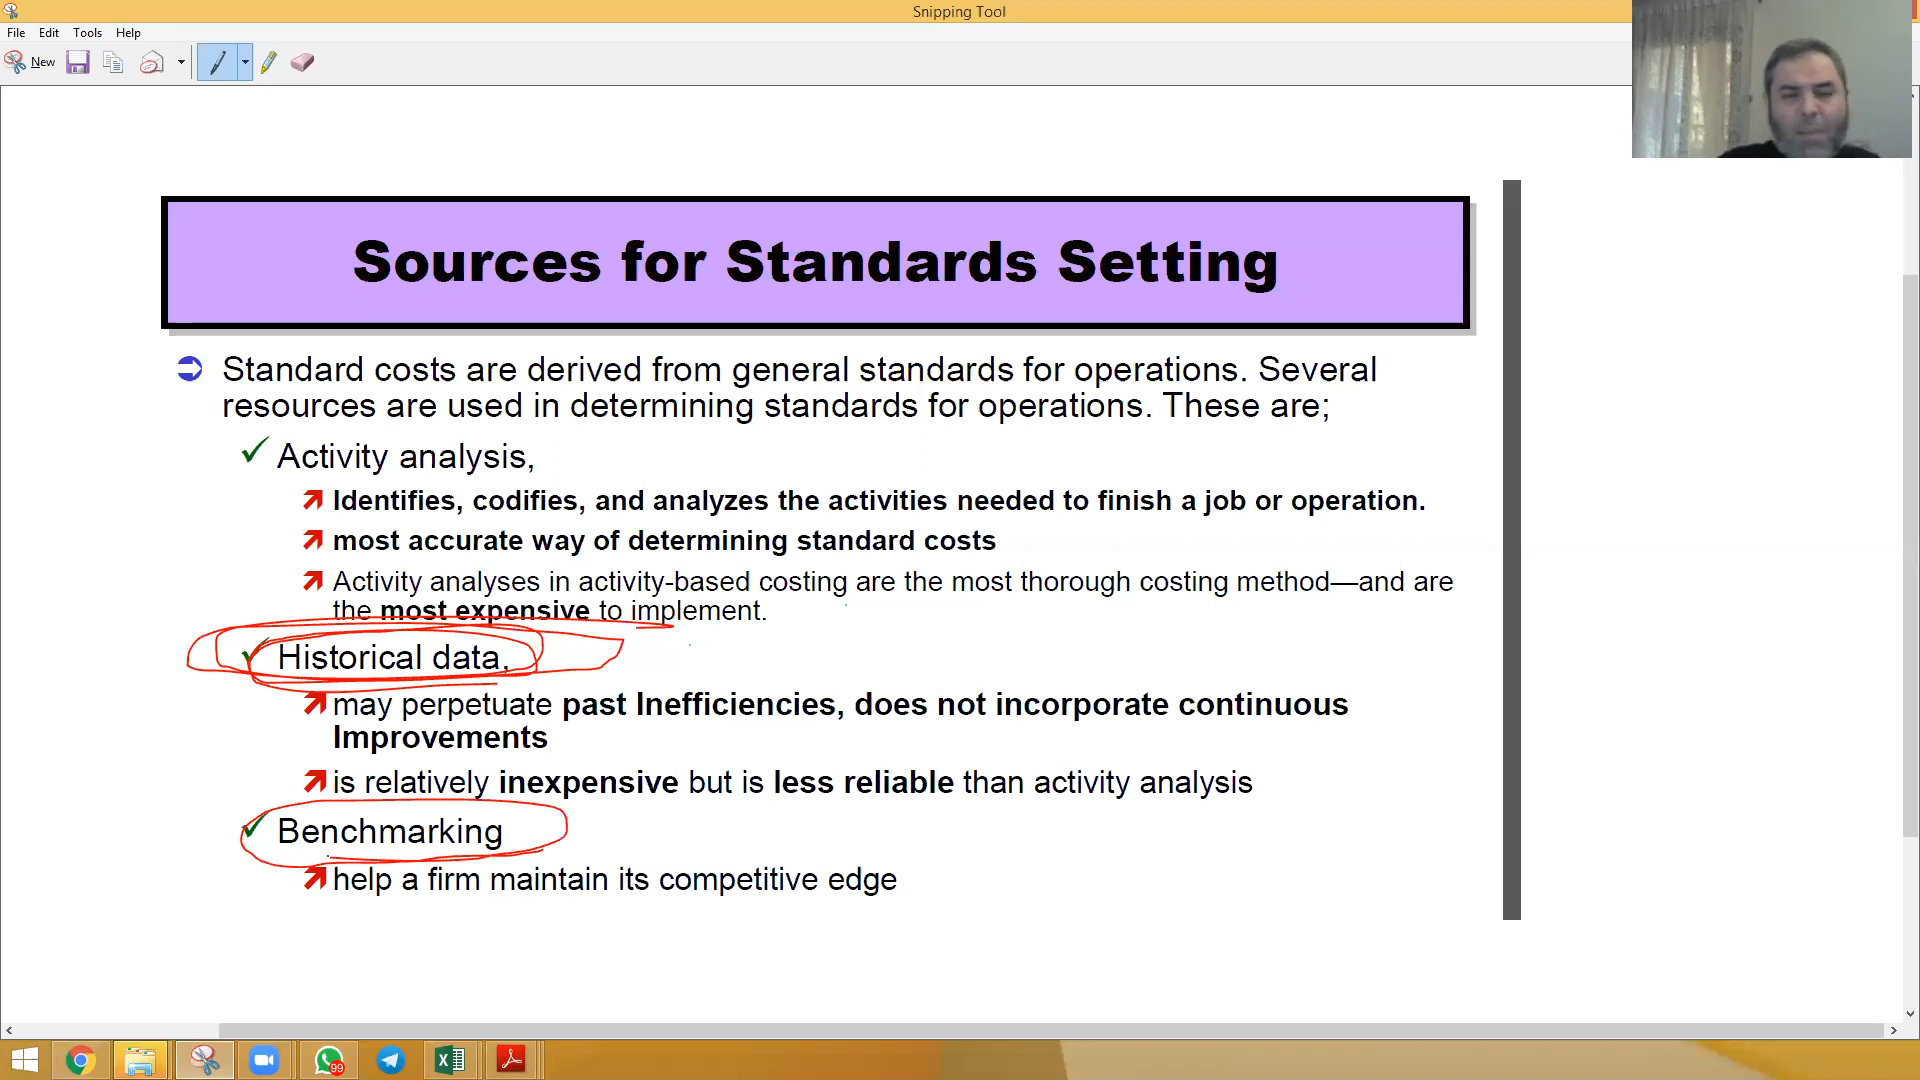 Snipping Tool
File Edit Tools Help
New
Sources for Standards Setting
Standard costs are derived from general standards for operations. Several
resources are used in determining standards for operations. These are;
Activity analysis,
Identifies, codifies, and analyzes the activities needed to finish a job or operation.
most accurate way of determining standard costs
Activity analyses in activity-based costing are the most thorough costing method—and are
the most expensive to implement.
Historical data,
may perpetuate past Inefficiencies, does not incorporate continuous
Improvements
is relatively inexpensive but is less reliable than activity analysis
Benchmarking
help a firm maintain its competitive edge
99